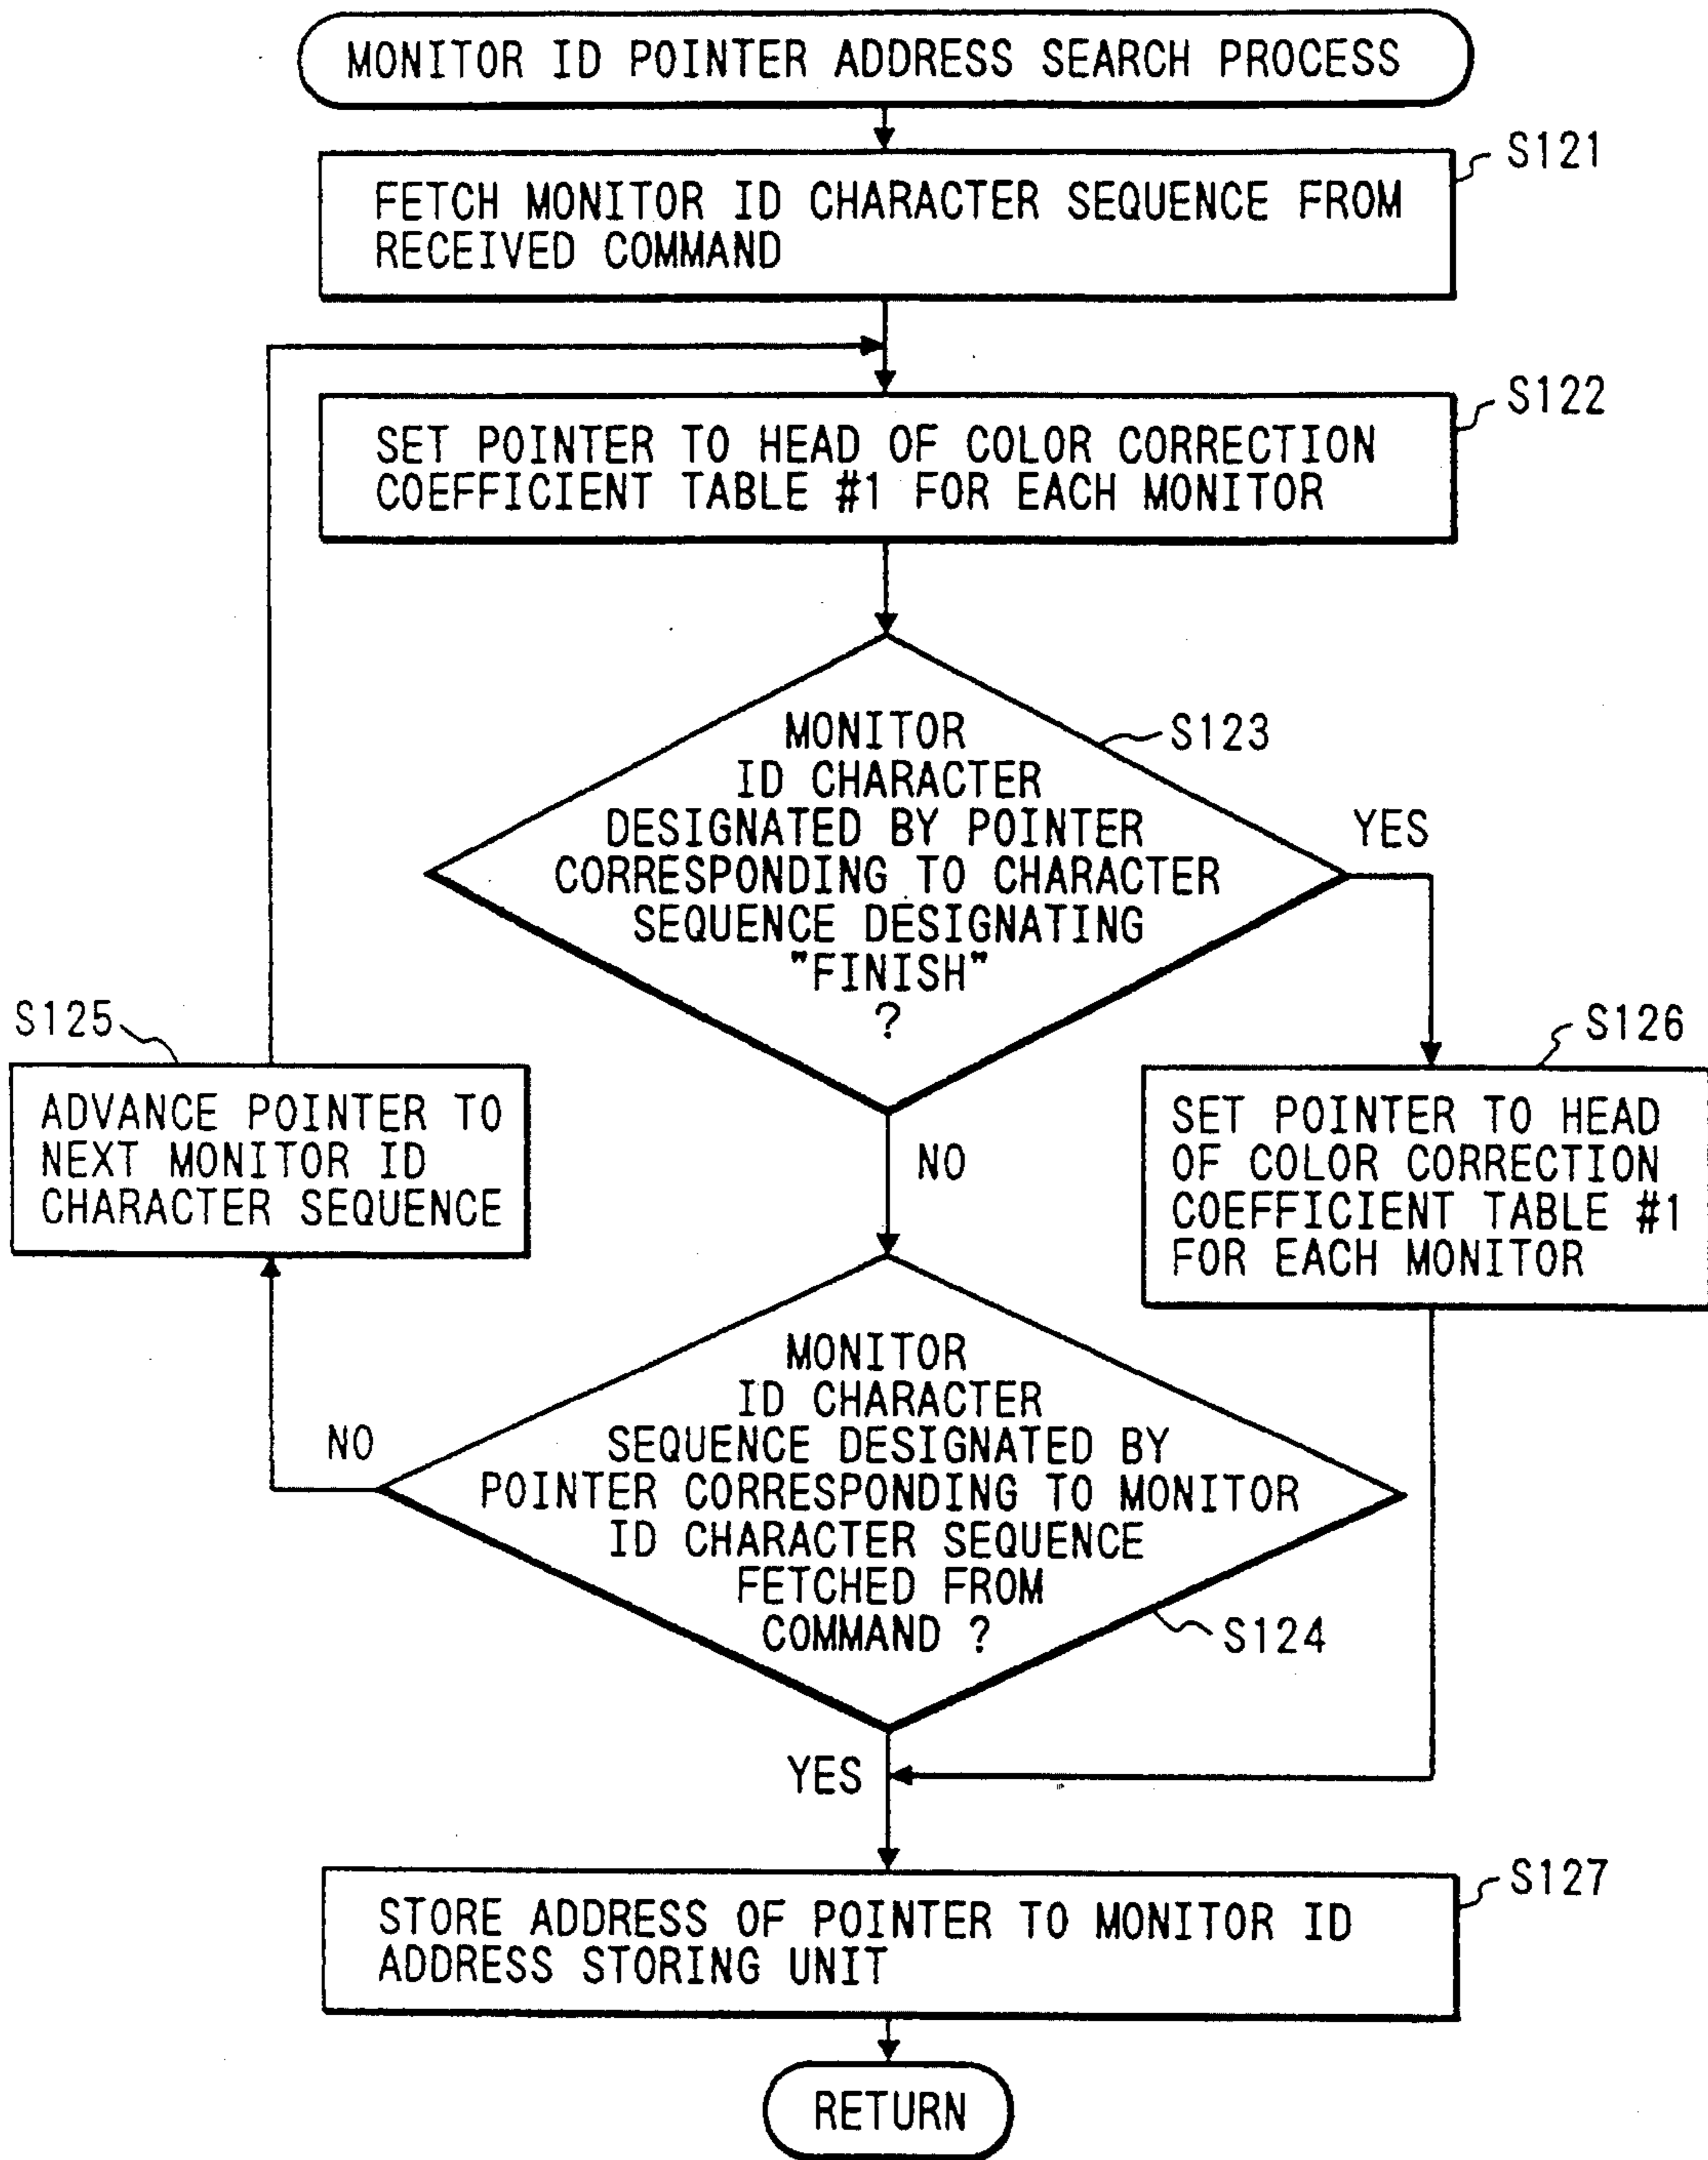 MONITOR ID POINTER ADDRESS SEARCH PROCESS
S121
FETCH MONITOR ID CHARACTER SEQUENCE FROM
RECEIVED COMMAND
S122
SET POINTER TO HEAD OF COLOR CORRECTION
COEFFICIENT TABLE #1 FOR EACH MONITOR
S123
MONITOR
ID CHARACTER
DESIGNATED BY POINTER
CORRESPONDING TO CHARACTER
SEQUENCE DESIGNATING
"FINISH"
?
YES
NO
S125
ADVANCE POINTER TO
NEXT MONITOR ID
CHARACTER SEQUENCE
S126
SET POINTER TO HEAD
OF COLOR CORRECTION
COEFFICIENT TABLE #1
FOR EACH MONITOR
MONITOR
ID CHARACTER
SEQUENCE DESIGNATED BY
POINTER CORRESPONDING TO MONITOR
ID CHARACTER SEQUENCE
FETCHED FROM
COMMAND ?
NO
S124
YES
S127
STORE ADDRESS OF POINTER TO MONITOR ID
ADDRESS STORING UNIT
RETURN